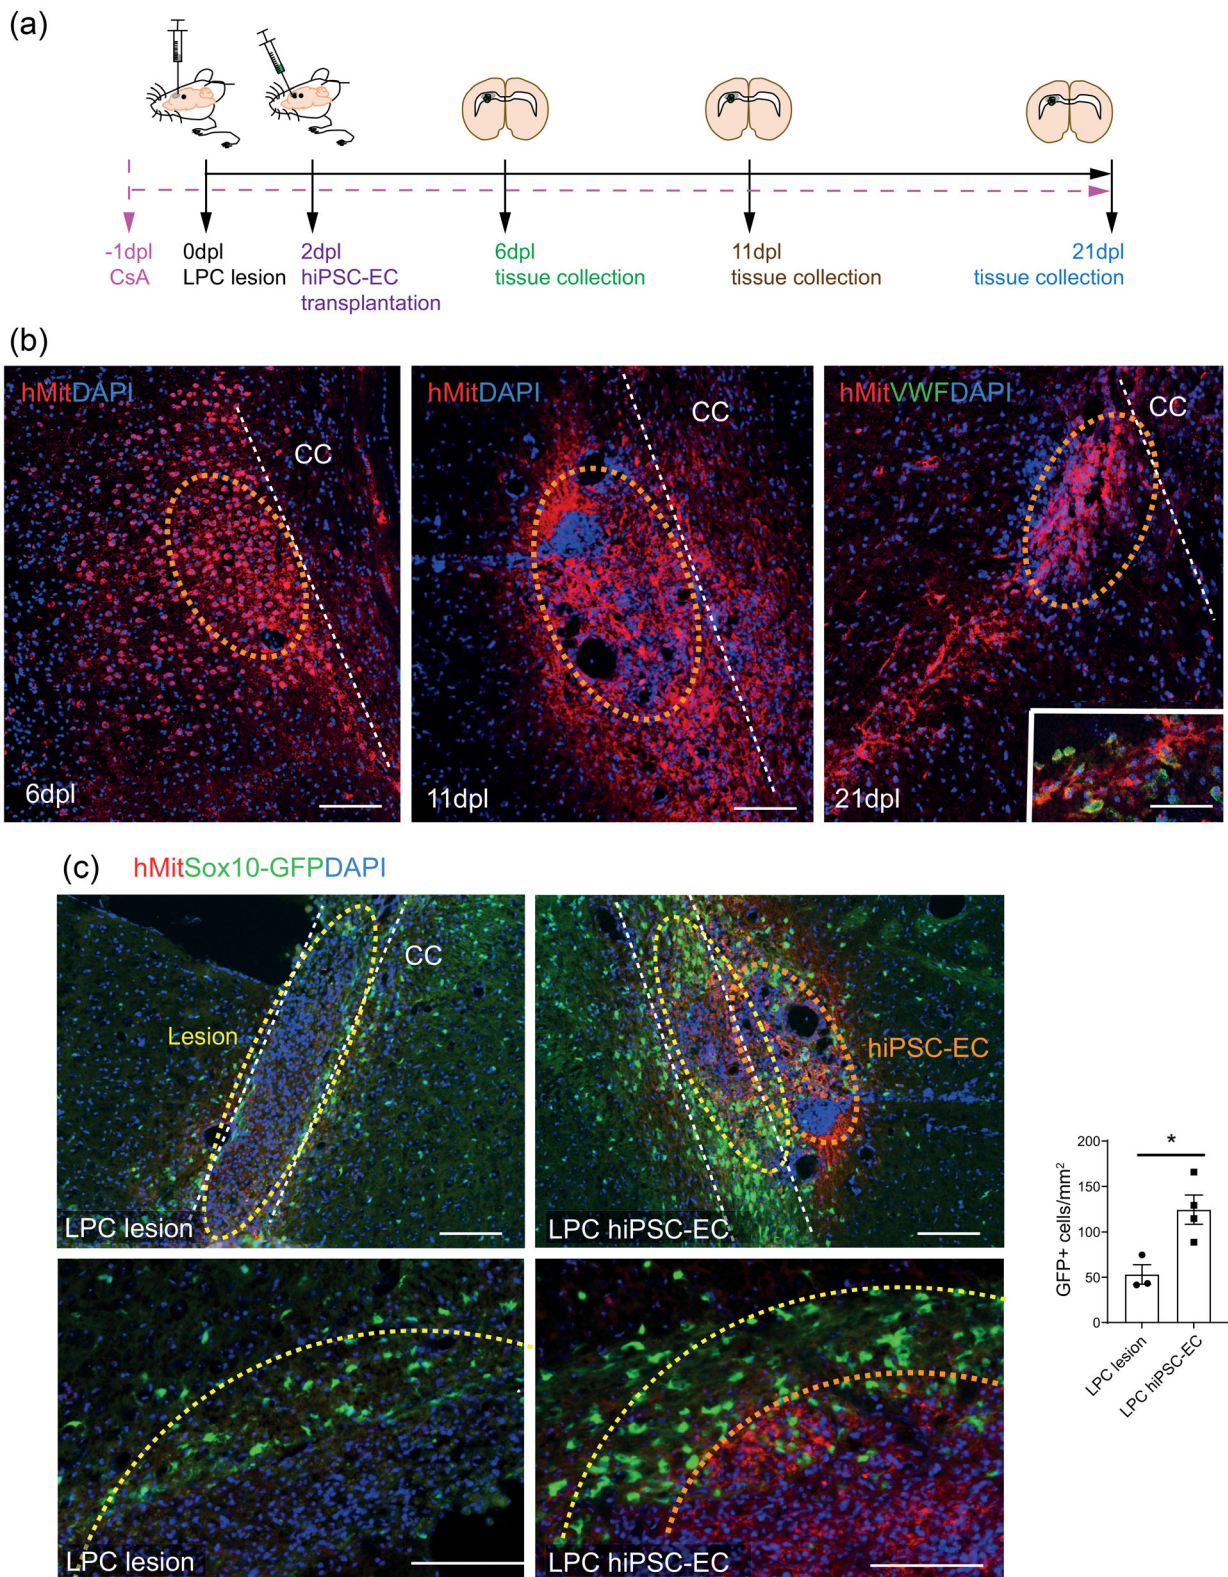 (a)
-1dpl
CsA
0dpl
LPC lesion
2dpl
hiPSC-EC
transplantation
6dpl
tissue collection
11dpl
tissue collection
21dpl
tissue collection
(b)
hMitDAPI
CC
6dpl
hMitDAPI
CC
11dpl
hMitVWFDAPI
CC
21dpl
(c) hMitSox10-GFPDAPI
CC
Lesion
LPC lesion
hiPSC-EC
LPC hiPSC-EC
LPC lesion
LPC hiPSC-EC
GFP+ cells/mm²
200
150
100
50
0
*
LPC lesion
LPC hiPSC-EC